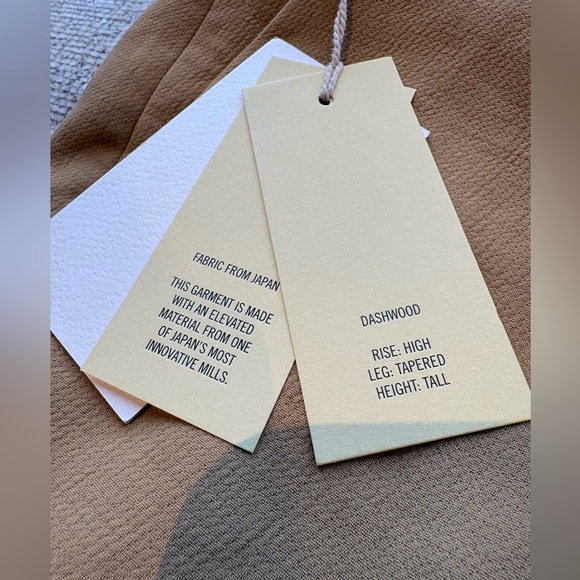 FABRIC FROM JAPAN
THIS GARMENT IS MADE
WITH AN ELEVATED
MATERIAL FROM ONE
OF JAPAN'S MOST
INNOVATIVE MILLS.
DASHWOOD
RISE: HIGH
LEG: TAPERED
HEIGHT: TALL